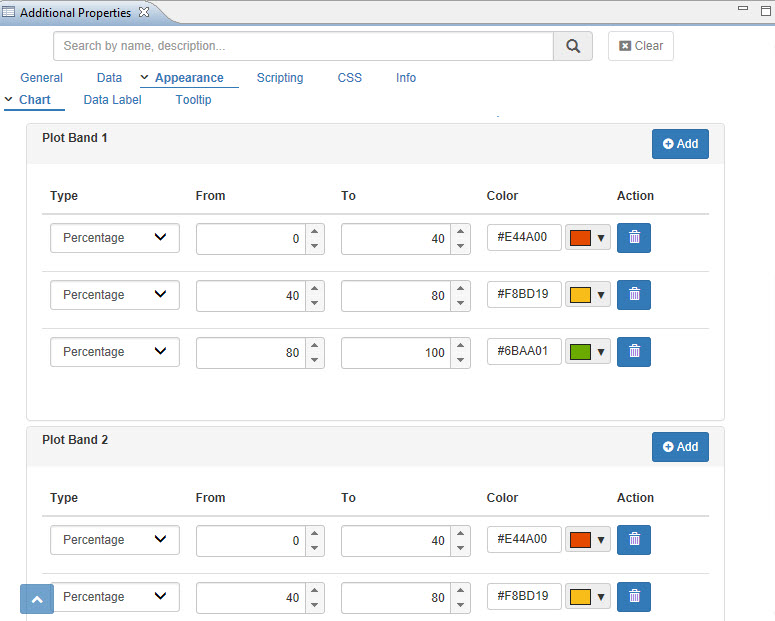 Additional Properties
Search by name, description...
Clear
General Data Appearance Scripting CSS Info
Chart Data Label Tooltip
Plot Band 1 Add
Type From To Color Action
Percentage 0 40 #E44A00
Percentage 40 80 #F8BD19
Percentage 80 100 #6BAA01
Plot Band 2 Add
Type From To Color Action
Percentage 0 40 #E44A00
Percentage 40 80 #F8BD19